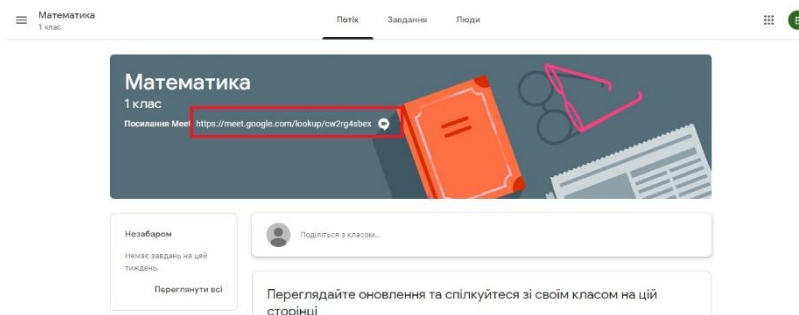 Математика
1 клас
Потік Завдання Люди
Математика
1 клас
Посилання Meet https://meet.google.com/lookup/cw2rg4sbex
Незабаром
Немає завдань на цей
тиждень.
Переглянути всі
Поділіться з класом...
Переглядайте оновлення та спілкуйтеся зі своїм класом на цій
сторінці